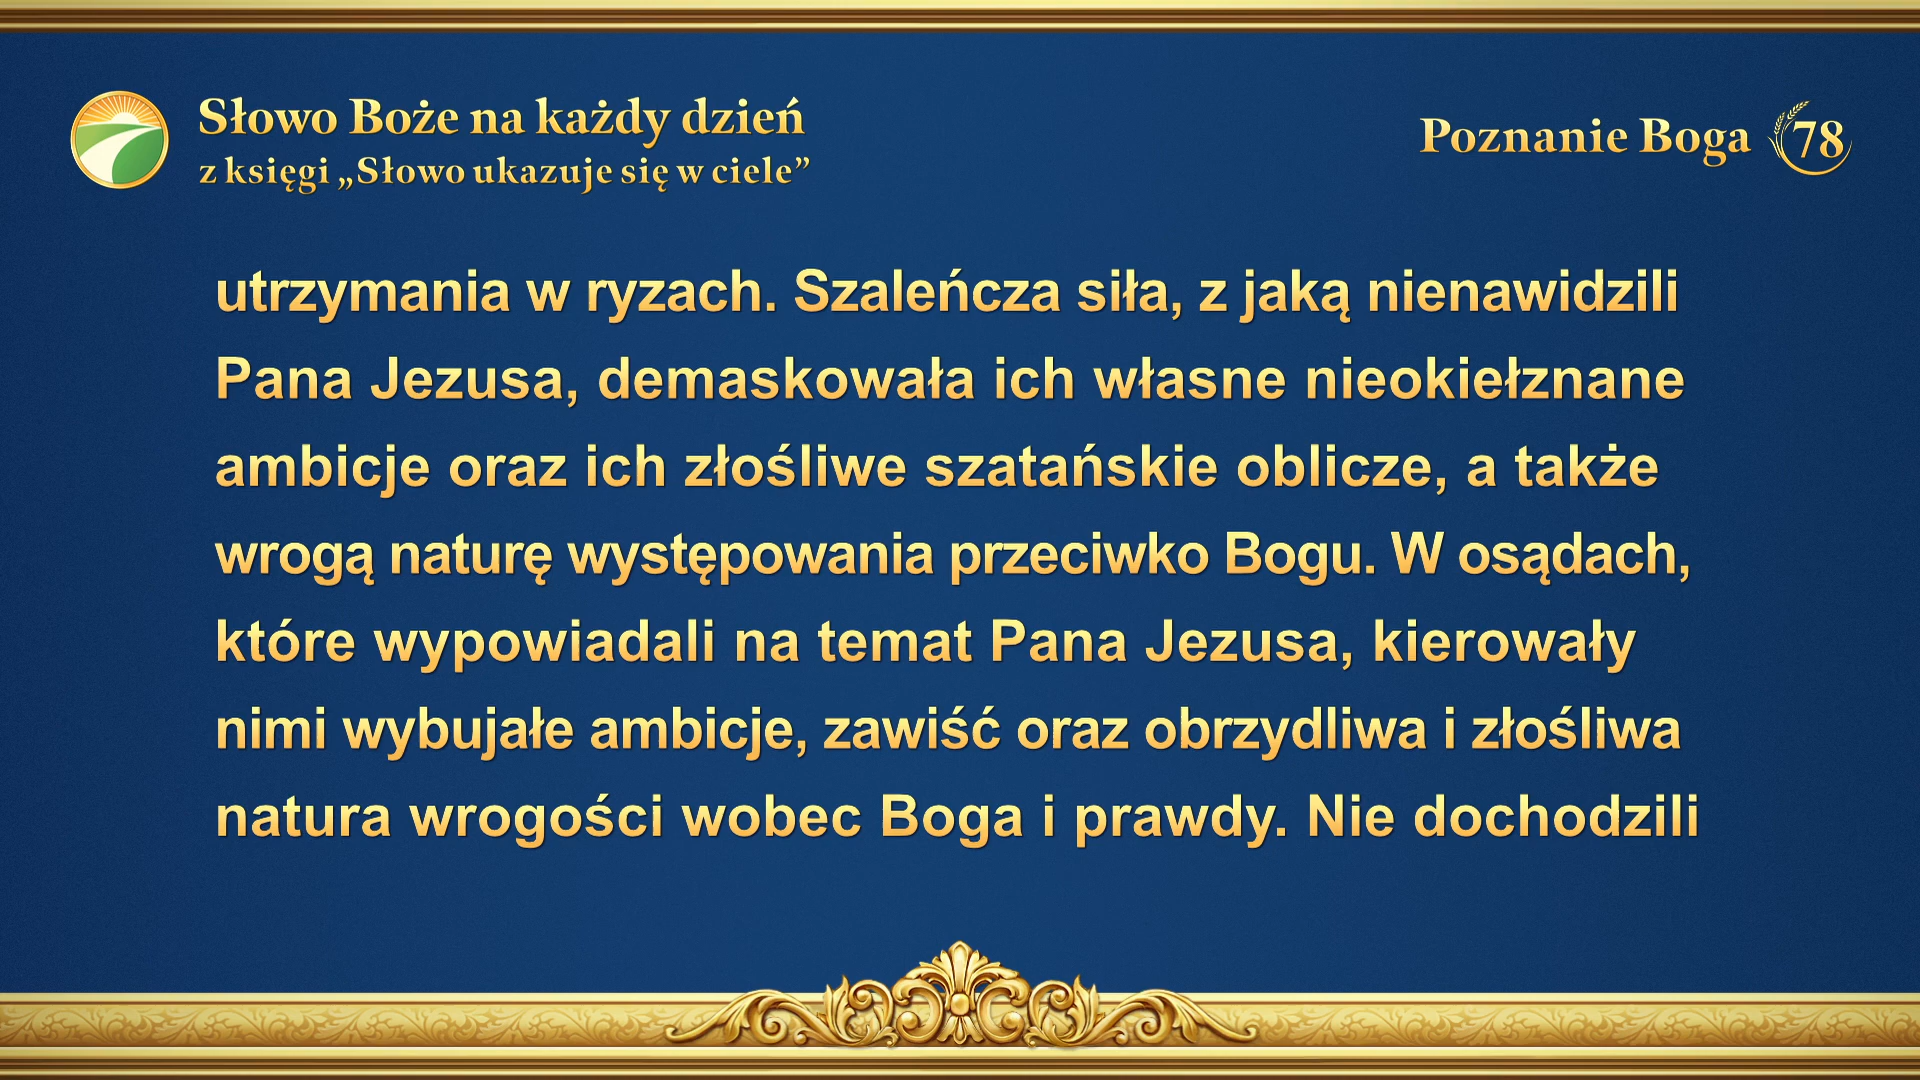 Słowo Boże na każdy dzień
z księgi „Słowo ukazuje się w ciele”
Poznanie Boga 78
utrzymania w ryzach. Szaleńcza siła, z jaką nienawidzili
Pana Jezusa, demaskowała ich własne nieokiełznane
ambicje oraz ich złośliwe szatańskie oblicze, a także
wrogą naturę występowania przeciwko Bogu. W osądach,
które wypowiadali na temat Pana Jezusa, kierowały
nimi wybujałe ambicje, zawiść oraz obrzydliwa i złośliwa
natura wrogości wobec Boga i prawdy. Nie dochodzili